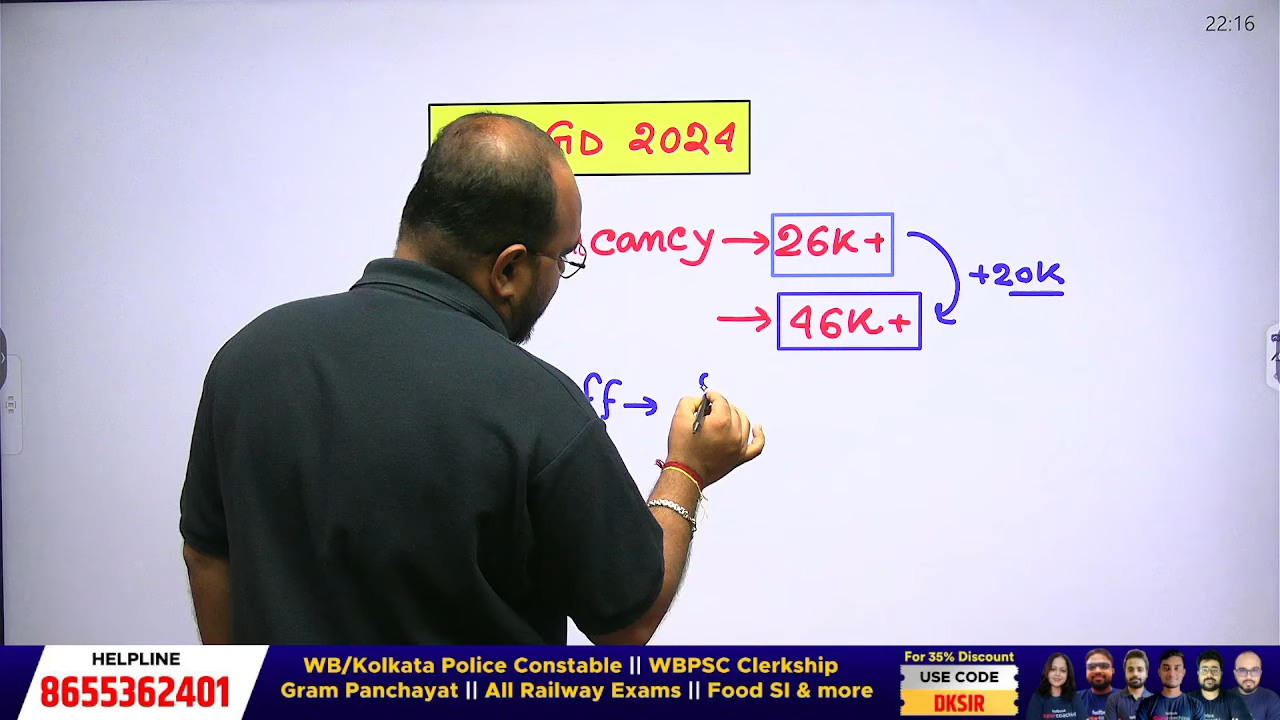 22:16
GD 2024
cancy → 26K+
+20K
→ 46K+
ff →
HELPLINE
8655362401
WB/Kolkata Police Constable || WBPSC Clerkship
Gram Panchayat || All Railway Exams || Food SI & more
For 35% Discount
USE CODE
DKSIR